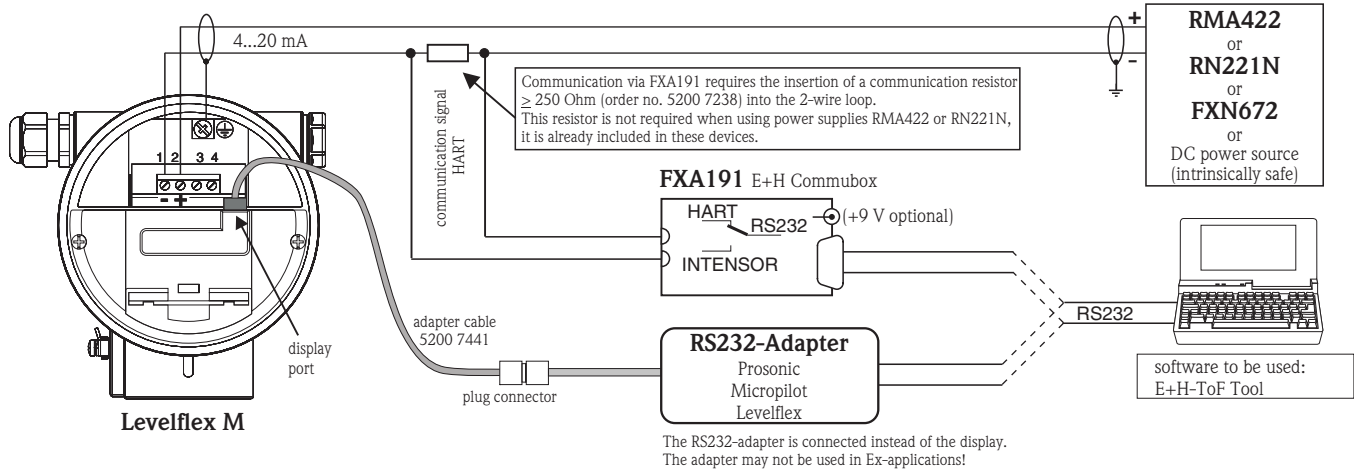 4...20 mA
+
-
RMA422
or
RN221N
or
FXN672
or
DC power source
(intrinsically safe)
Communication via FXA191 requires the insertion of a communication resistor
≥ 250 Ohm (order no. 5200 7238) into the 2-wire loop.
This resistor is not required when using power supplies RMA422 or RN221N,
it is already included in these devices.
communication signal
HART
1 2 3 4
- +
FXA191 E+H Commubox
HART
RS232
(+9 V optional)
INTENSOR
RS232
adapter cable
5200 7441
display
port
plug connector
RS232-Adapter
Prosonic
Micropilot
Levelflex
software to be used:
E+H-ToF Tool
Levelflex M
The RS232-adapter is connected instead of the display.
The adapter may not be used in Ex-applications!